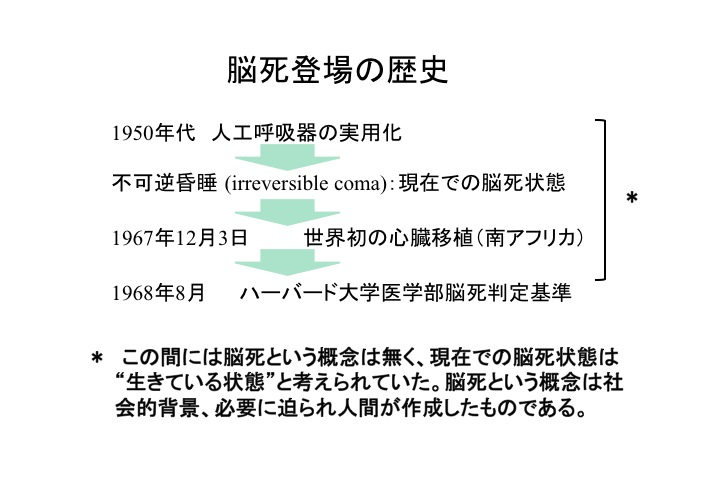 脳死登場の歴史
1950年代　人工呼吸器の実用化
不可逆昏睡 (irreversible coma)：現在での脳死状態
*
1967年12月3日　世界初の心臓移植（南アフリカ）
1968年8月　ハーバード大学医学部脳死判定基準
*　この間には脳死という概念は無く、現在での脳死状態は
“生きている状態”と考えられていた。脳死という概念は社
会的背景、必要に迫られ人間が作成したものである。